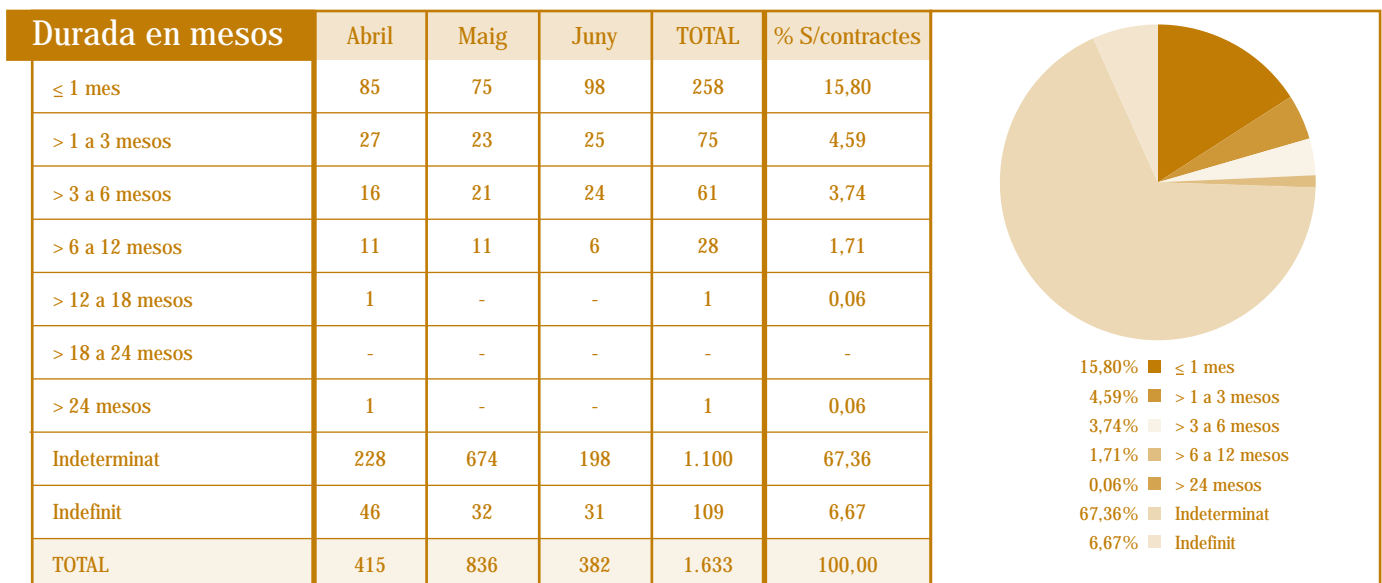 Durada en mesos Abril Maig Juny TOTAL % S/contractes
≤ 1 mes 85 75 98 258 15,80
> 1 a 3 mesos 27 23 25 75 4,59
> 3 a 6 mesos 16 21 24 61 3,74
> 6 a 12 mesos 11 11 6 28 1,71
> 12 a 18 mesos 1 - - 1 0,06
> 18 a 24 mesos - - - - -
> 24 mesos 1 - - 1 0,06
Indeterminat 228 674 198 1.100 67,36
Indefinit 46 32 31 109 6,67
TOTAL 415 836 382 1.633 100,00
15,80% ≤ 1 mes
4,59% > 1 a 3 mesos
3,74% > 3 a 6 mesos
1,71% > 6 a 12 mesos
0,06% > 24 mesos
67,36% Indeterminat
6,67% Indefinit